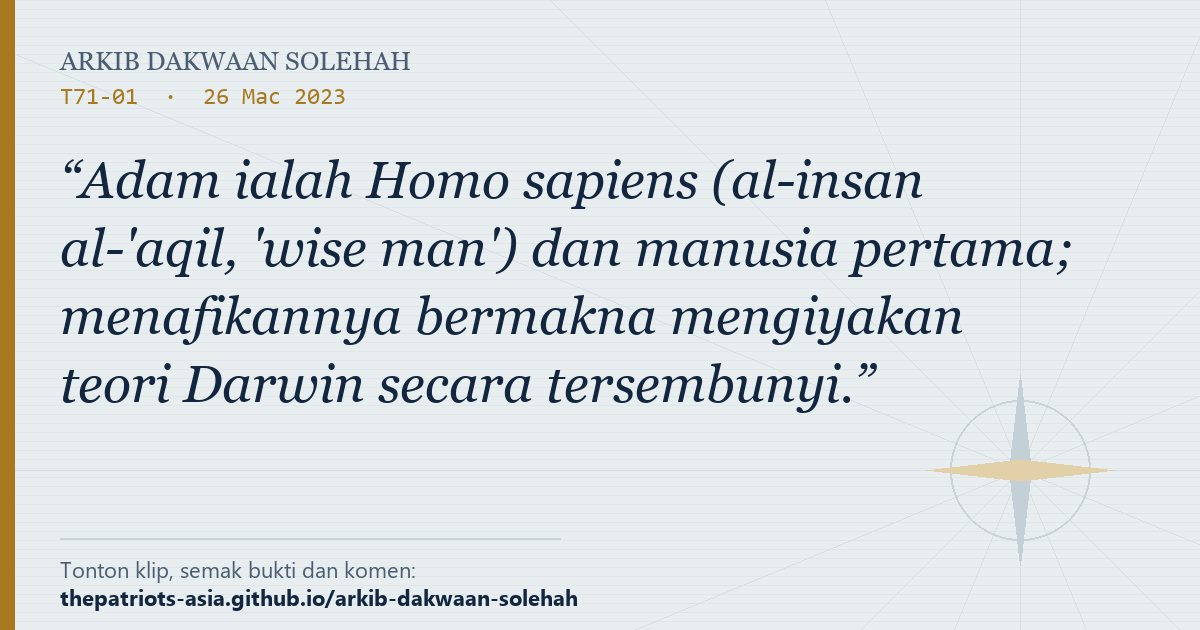 ARKIB DAKWAAN SOLEHAH
T71-01 · 26 Mac 2023
“Adam ialah Homo sapiens (al-insan
al-'aqil, 'wise man') dan manusia pertama;
menafikannya bermakna mengiyakan
teori Darwin secara tersembunyi.”
Tonton klip, semak bukti dan komen:
thepatriots-asia.github.io/arkib-dakwaan-solehah